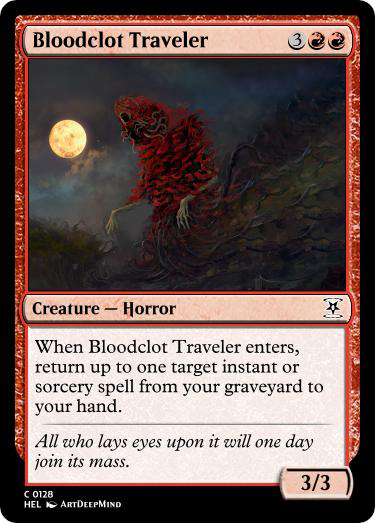 Bloodclot Traveler 3
Creature — Horror
When Bloodclot Traveler enters,
return up to one target instant or
sorcery spell from your graveyard to
your hand.
All who lays eyes upon it will one day
join its mass.
3/3
C 0128
HEL ArtDeepMind